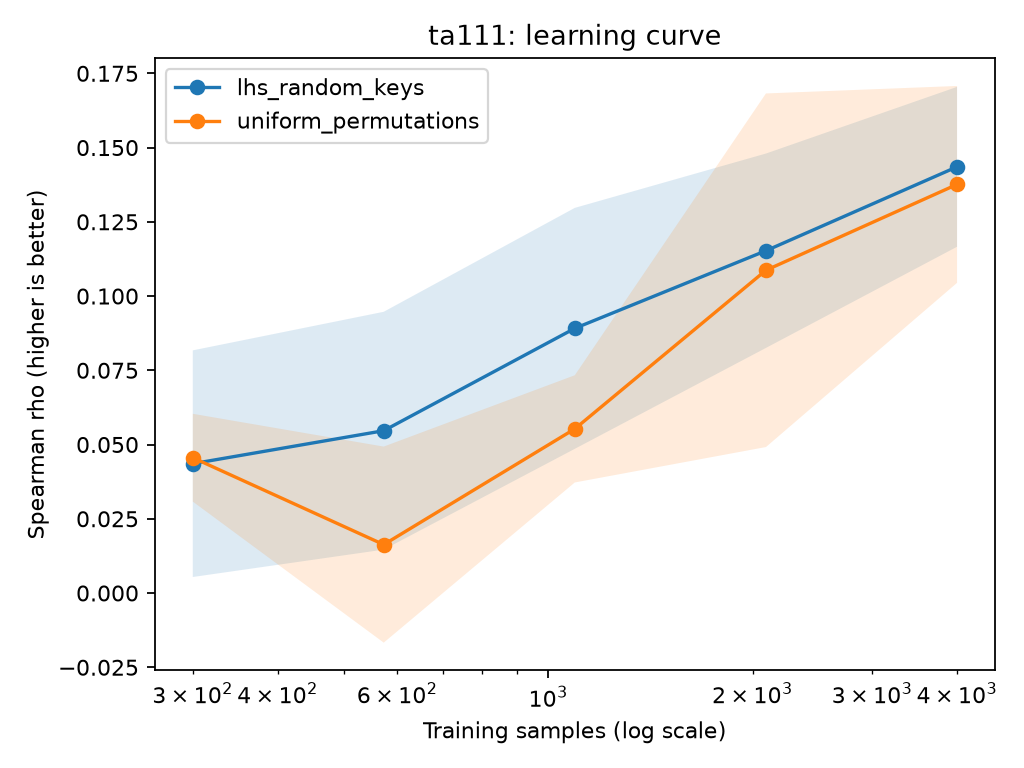 ta111: learning curve
lhs_random_keys
uniform_permutations
Spearman rho (higher is better)
0.175
0.150
0.125
0.100
0.075
0.050
0.025
0.000
−0.025
3 × 10² 4 × 10² 6 × 10² 10³ 2 × 10³ 3 × 10³ 4 × 10³
Training samples (log scale)